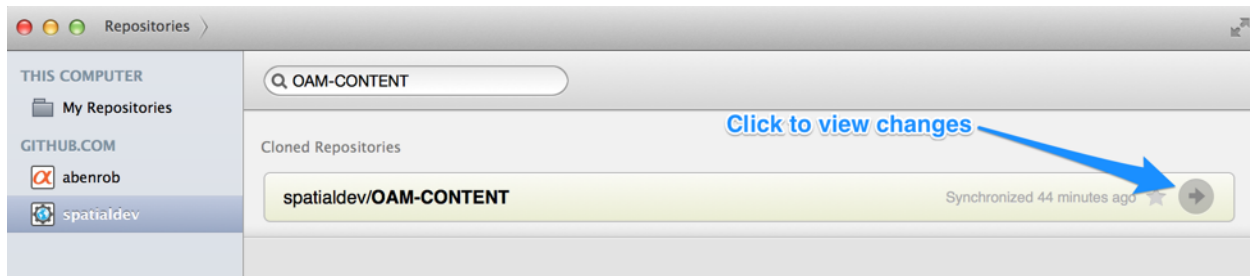 Repositories
THIS COMPUTER
My Repositories
GITHUB.COM
abenrob
spatialdev
OAM-CONTENT
Click to view changes
Cloned Repositories
spatialdev/OAM-CONTENT
Synchronized 44 minutes ago